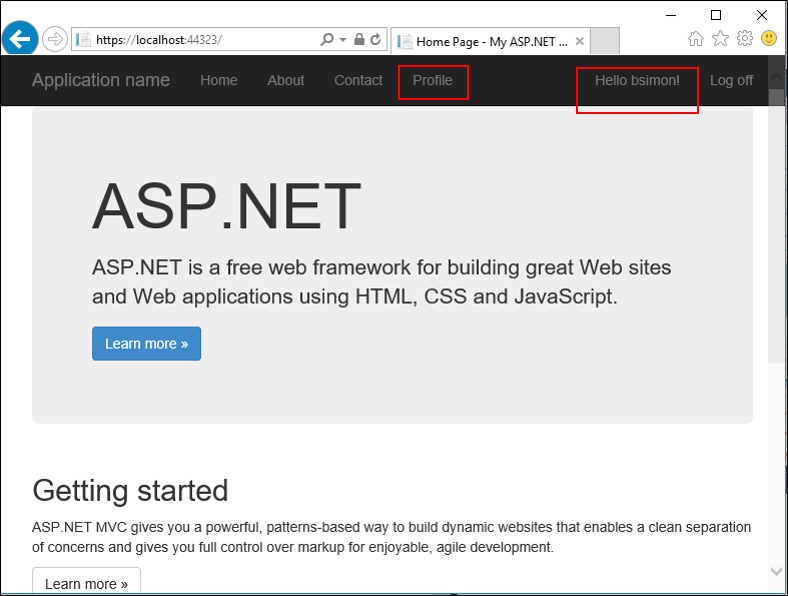 https://localhost:44323/
Home Page - My ASP.NET ...
Application name Home About Contact Profile Hello bsimon! Log off
ASP.NET
ASP.NET is a free web framework for building great Web sites
and Web applications using HTML, CSS and JavaScript.
Learn more »
Getting started
ASP.NET MVC gives you a powerful, patterns-based way to build dynamic websites that enables a clean separation
of concerns and gives you full control over markup for enjoyable, agile development.
Learn more »